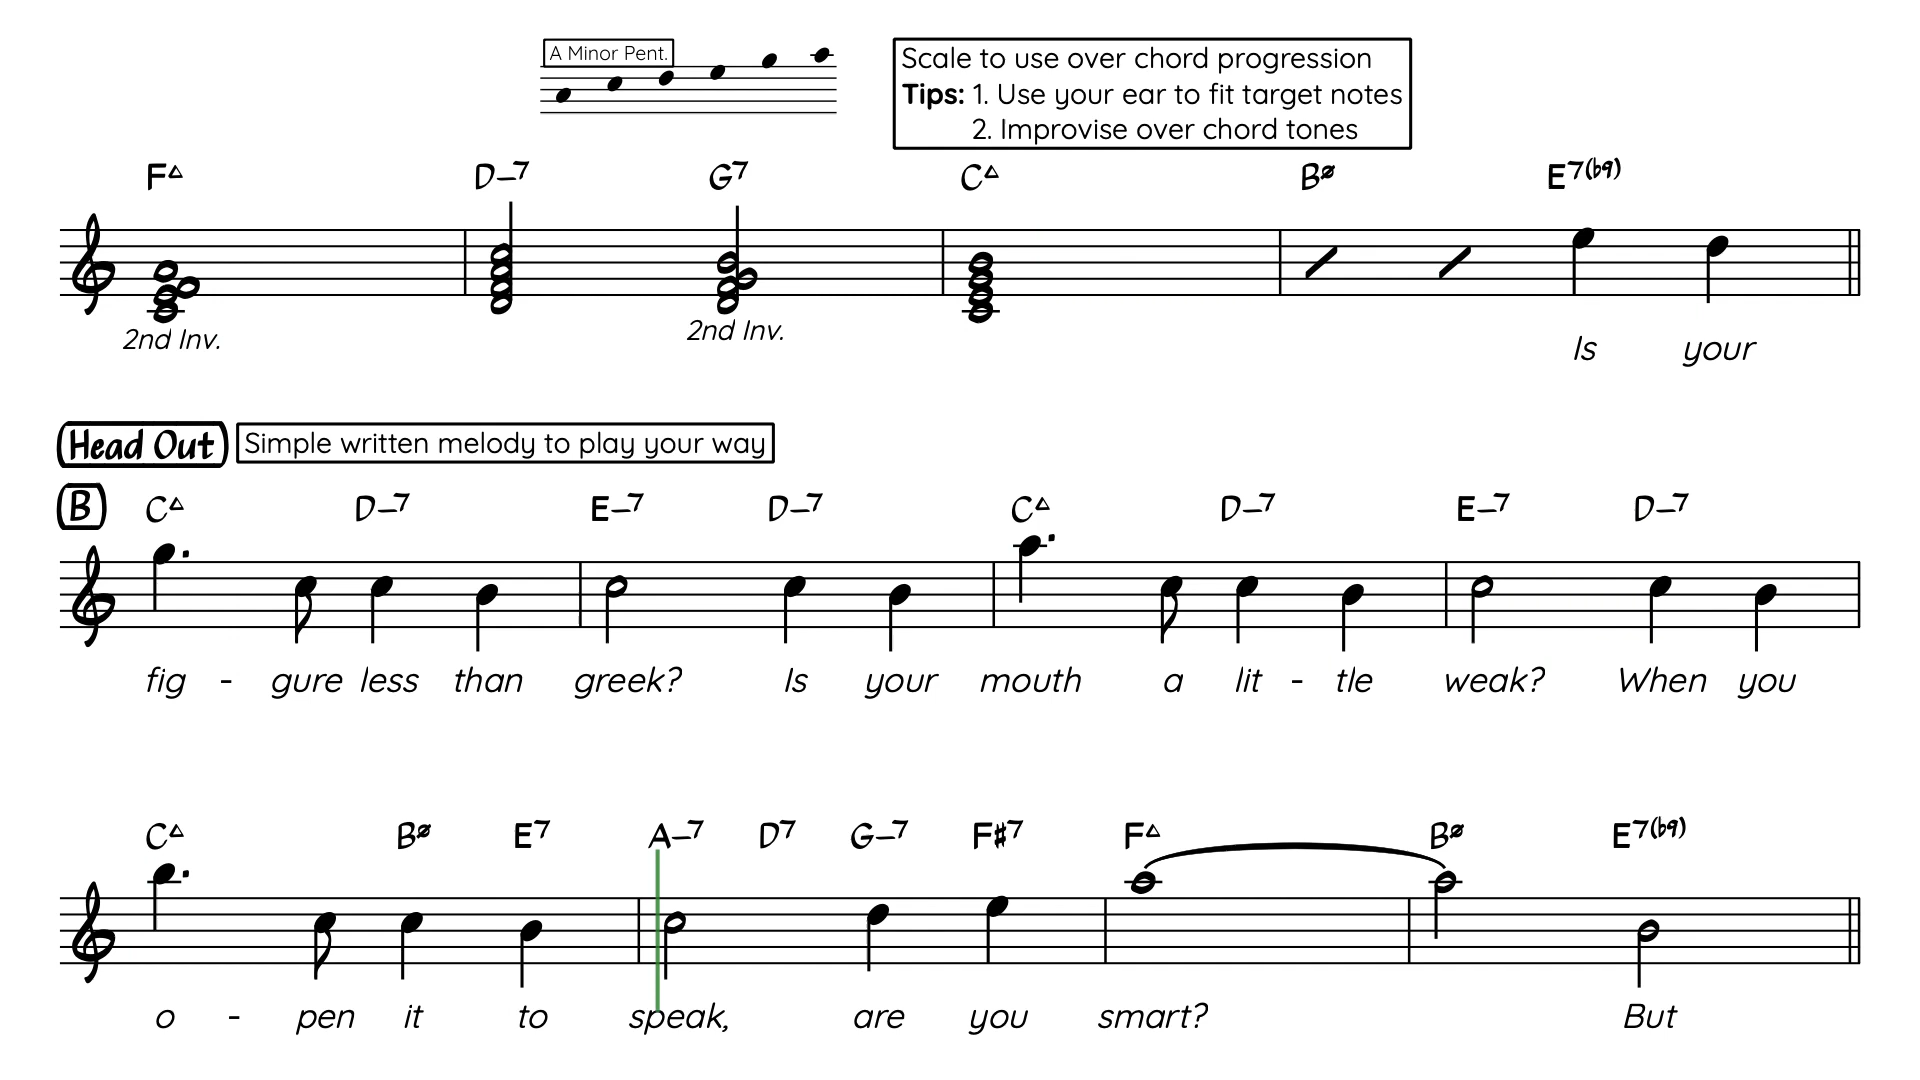 A Minor Pent.
Scale to use over chord progression
Tips: 1. Use your ear to fit target notes
2. Improvise over chord tones
F△ D–7 G7 C△ Bø E7(♭9)
2nd Inv. 2nd Inv.
Is your
Head Out Simple written melody to play your way
B C△ D–7 E–7 D–7 C△ D–7 E–7 D–7
fig - gure less than greek? Is your mouth a lit - tle weak? When you
C△ Bø E7 A–7 D7 G–7 F♯7 F△ Bø E7(♭9)
o - pen it to speak, are you smart? But